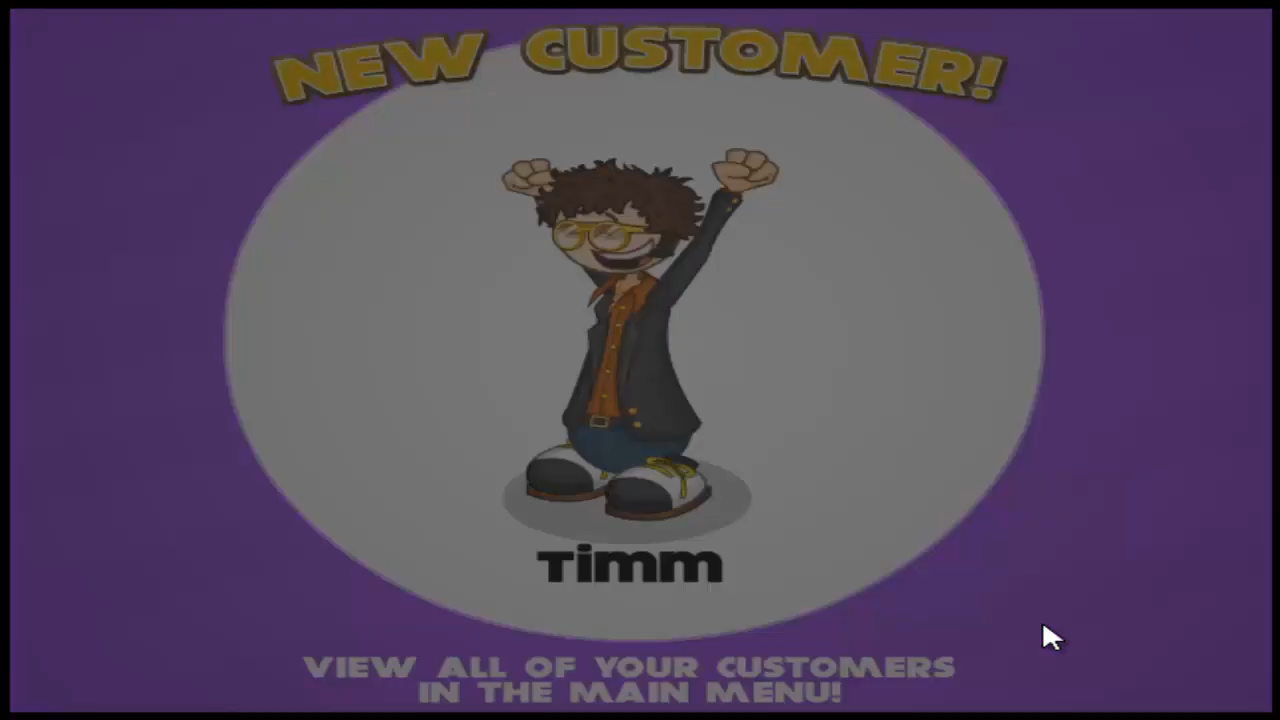 NEW CUSTOMER!
Timm
VIEW ALL OF YOUR CUSTOMERS
IN THE MAIN MENU!